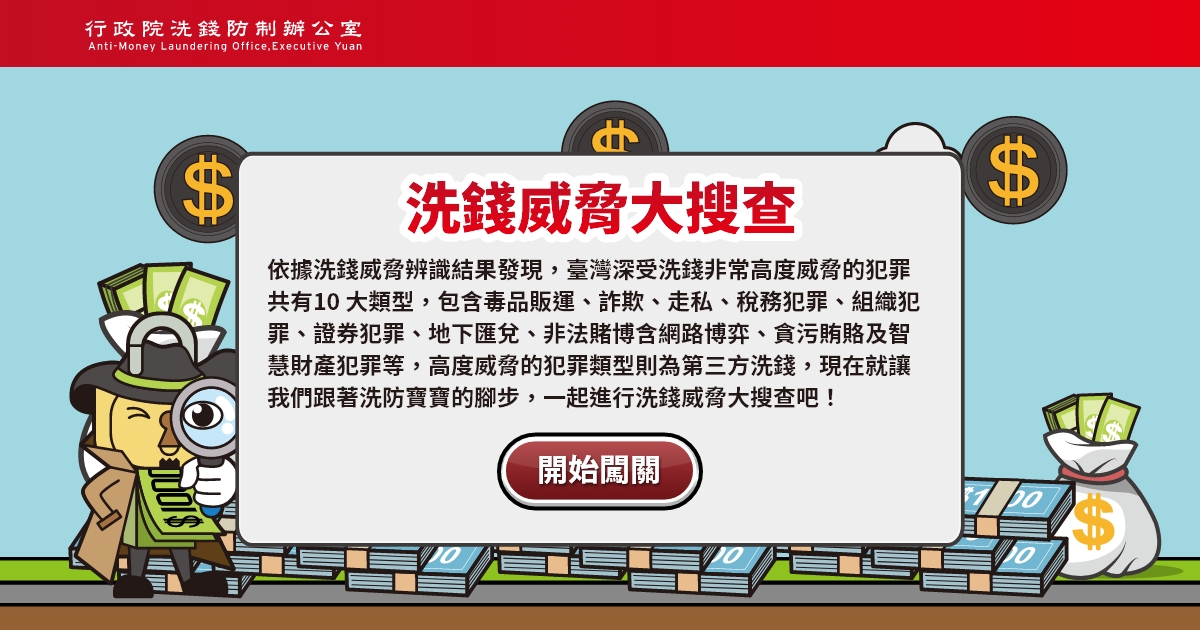 行政院洗錢防制辦公室
Anti-Money Laundering Office,Executive Yuan
$
$
$
洗錢威脅大搜查
依據洗錢威脅辨識結果發現，臺灣深受洗錢非常高度威脅的犯罪
共有10 大類型，包含毒品販運、詐欺、走私、稅務犯罪、組織犯
罪、證券犯罪、地下匯兌、非法賭博含網路博弈、貪污賄賂及智
慧財產犯罪等，高度威脅的犯罪類型則為第三方洗錢，現在就讓
我們跟著洗防寶寶的腳步，一起進行洗錢威脅大搜查吧！
開始闖關
$